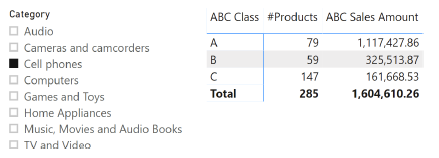 Category
Audio
Cameras and camcorders
Cell phones
Computers
Games and Toys
Home Appliances
Music, Movies and Audio Books
TV and Video
ABC Class #Products ABC Sales Amount
A 79 1,117,427.86
B 59 325,513.87
C 147 161,668.53
Total 285 1,604,610.26